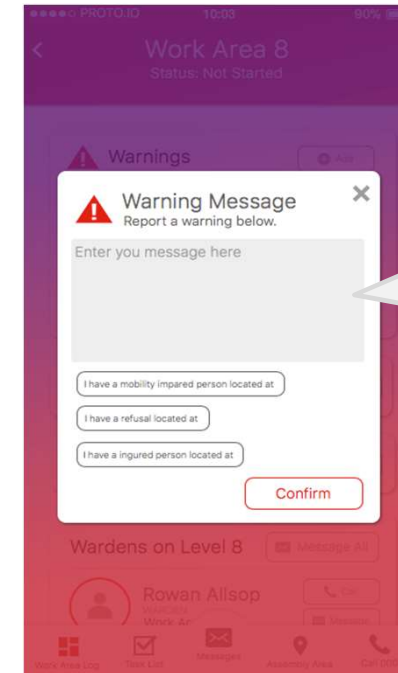 PROTO.IO 10:03 90%
Work Area 8
Status: Not Started
Warnings
Add
Warning Message
Report a warning below.
Enter you message here
I have a mobility impared person located at
I have a refusal located at
I have a ingured person located at
Confirm
Wardens on Level 8 Message All
Rowan Allsop Call
WARDEN
Work Ar Message
Work Area Log Task List Messages Assembly Area Call 000